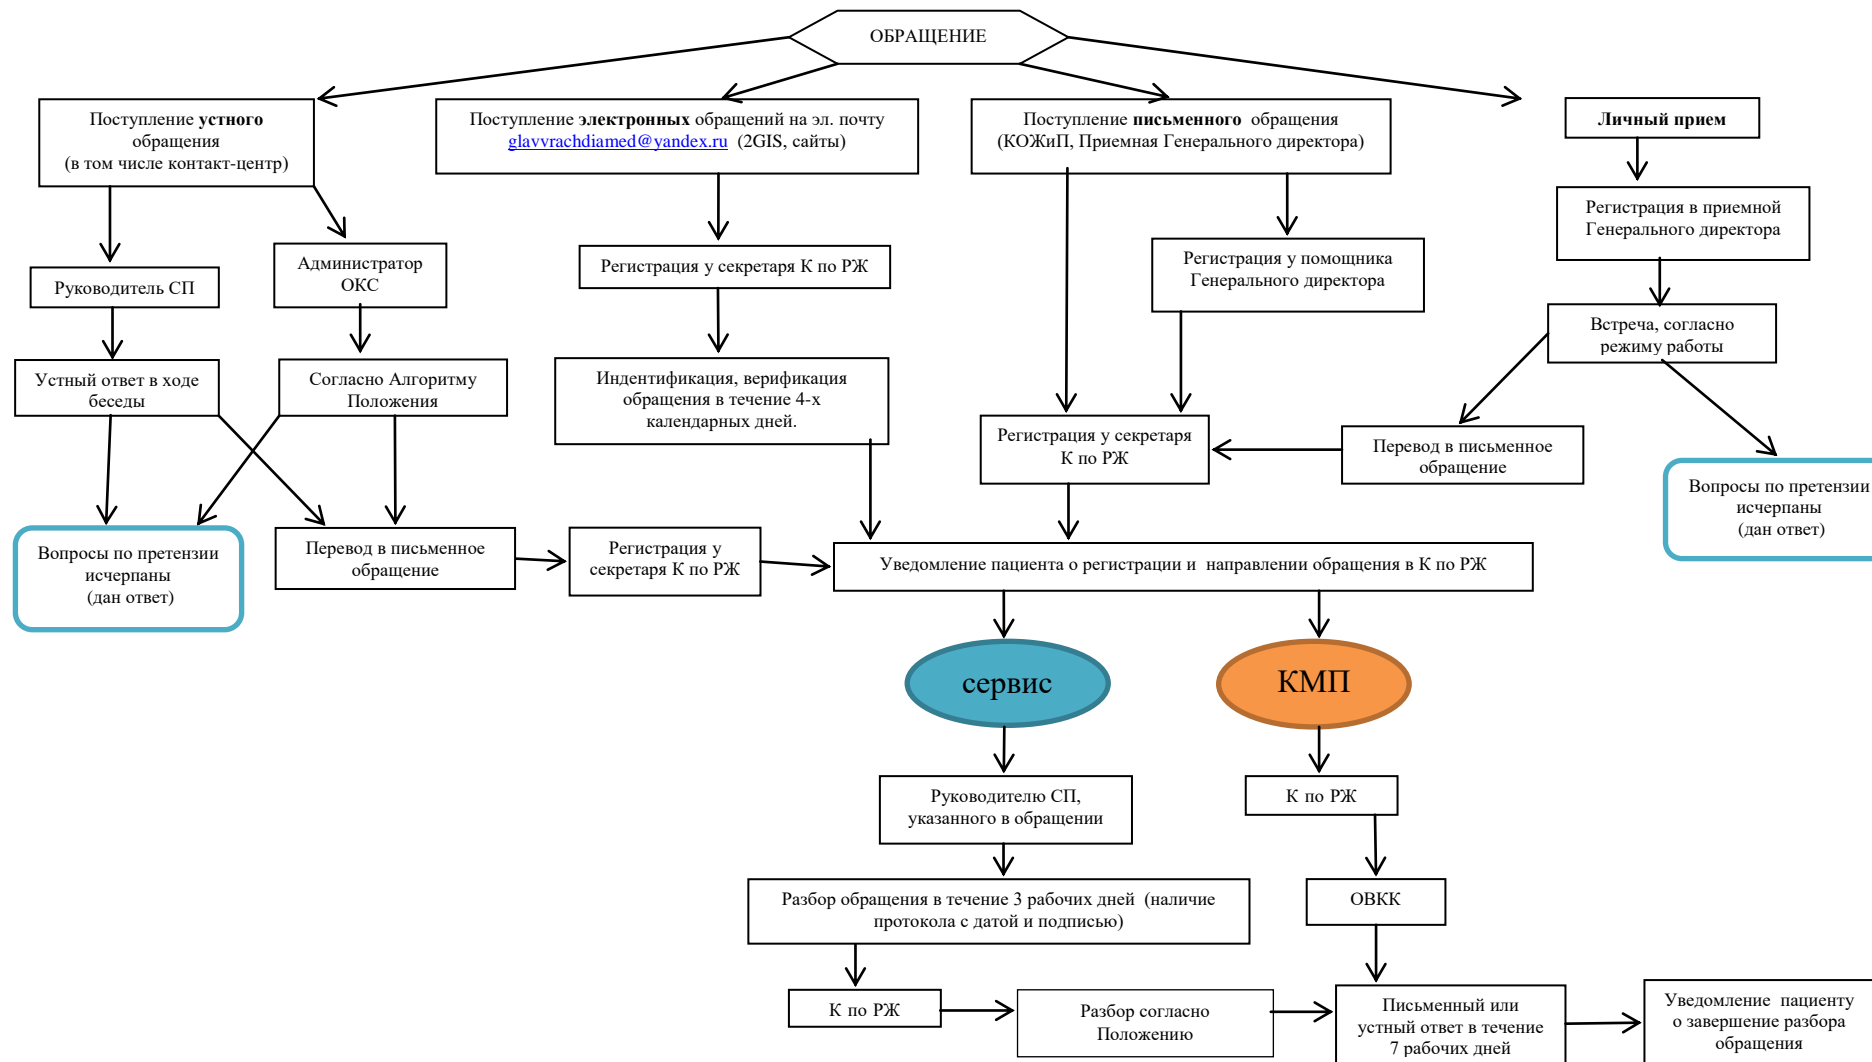 ОБРАЩЕНИЕ
Поступление устного
обращения
(в том числе контакт-центр)
Поступление электронных обращений на эл. почту
glavvrachdiamed@yandex.ru (2GIS, сайты)
Поступление письменного обращения
(КОЖиП, Приемная Генерального директора)
Личный прием
Регистрация в приемной
Генерального директора
Руководитель СП
Администратор
ОКС
Регистрация у секретаря К по РЖ
Регистрация у помощника
Генерального директора
Встреча, согласно
режиму работы
Устный ответ в ходе
беседы
Согласно Алгоритму
Положения
Индентификация, верификация
обращения в течение 4-х
календарных дней.
Регистрация у секретаря
К по РЖ
Перевод в письменное
обращение
Вопросы по претензии
исчерпаны
(дан ответ)
Вопросы по претензии
исчерпаны
(дан ответ)
Перевод в письменное
обращение
Регистрация у
секретаря К по РЖ
Уведомление пациента о регистрации и направлении обращения в К по РЖ
сервис
КМП
Руководителю СП,
указанного в обращении
К по РЖ
Разбор обращения в течение 3 рабочих дней (наличие
протокола с датой и подписью)
ОВКК
К по РЖ
Разбор согласно
Положению
Письменный или
устный ответ в течение
7 рабочих дней
Уведомление пациенту
о завершение разбора
обращения